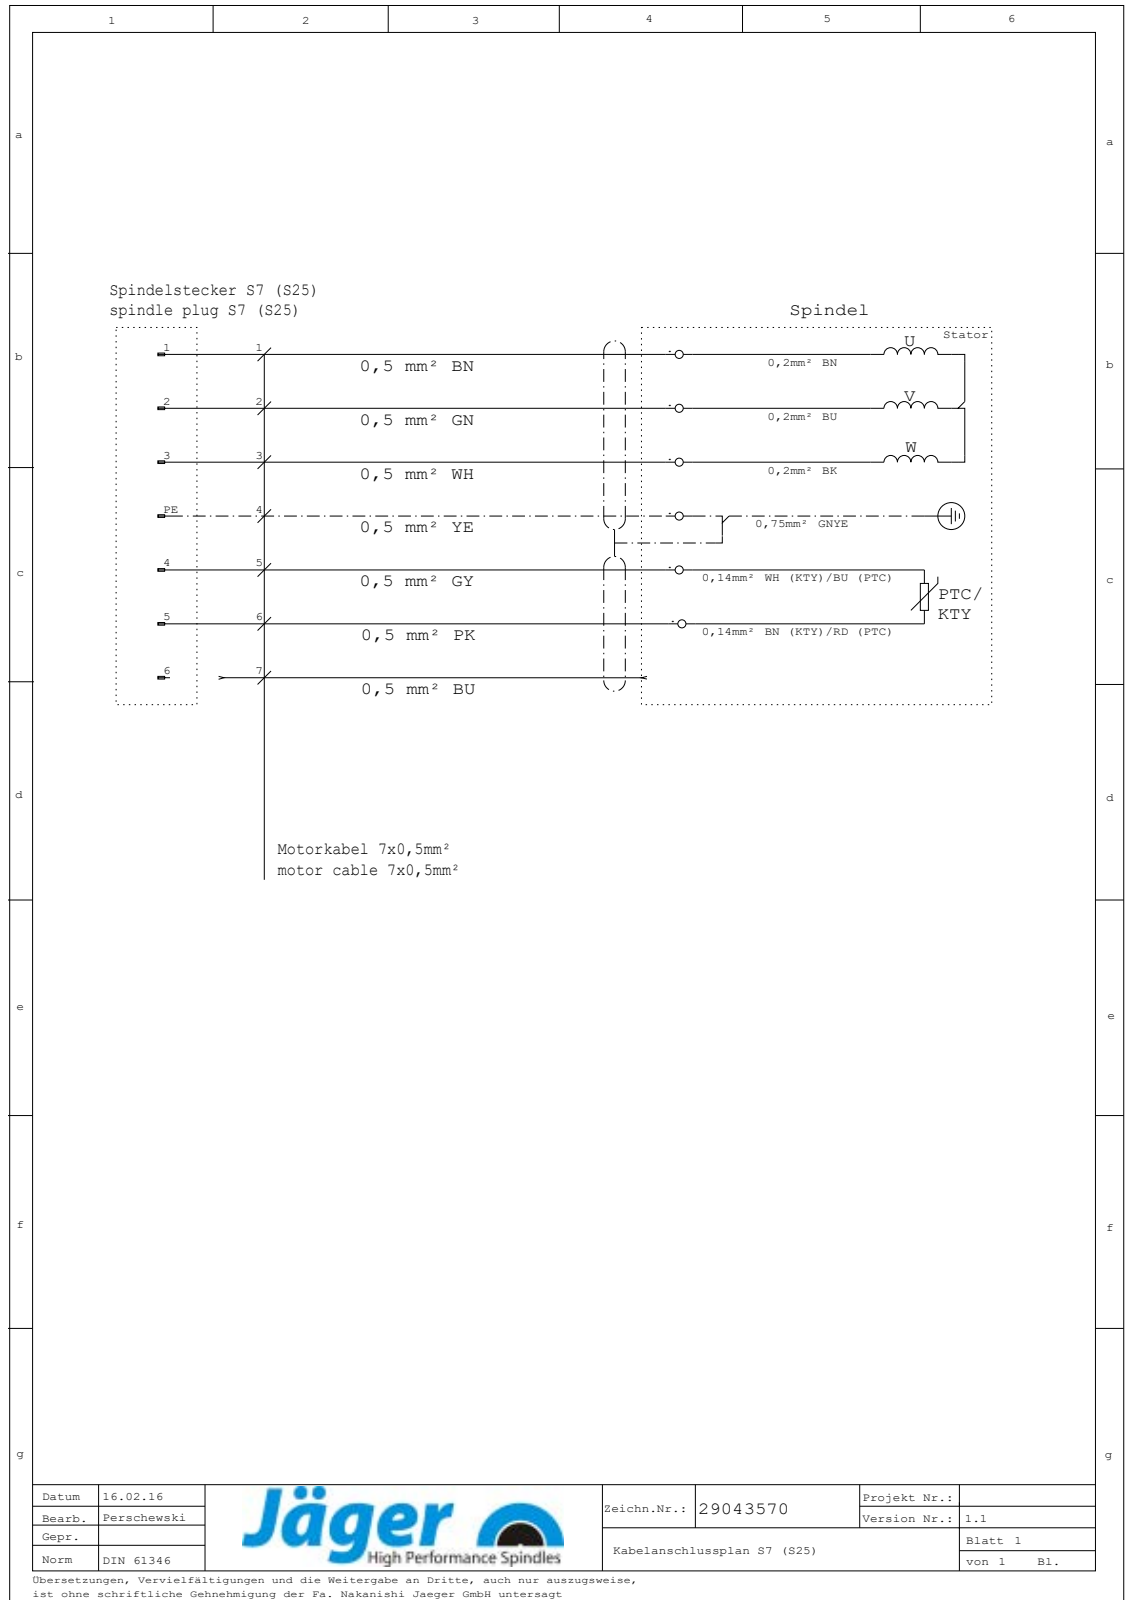 1 2 3 4 5 6
a a
Spindelstecker S7 (S25)
spindle plug S7 (S25)
Spindel
Stator
b b
1 1 0,5 mm² BN 0,2mm² BN U
2 2 0,5 mm² GN 0,2mm² BU V
3 3 0,5 mm² WH 0,2mm² BK W
PE 4 0,5 mm² YE 0,75mm² GNYE
c c
4 5 0,5 mm² GY 0,14mm² WH (KTY)/BU (PTC)
PTC/
KTY
5 6 0,5 mm² PK 0,14mm² BN (KTY)/RD (PTC)
6 7 0,5 mm² BU
d d
Motorkabel 7x0,5mm²
motor cable 7x0,5mm²
e e
f f
g g
Datum 16.02.16
Bearb. Perschewski
Gepr.
Norm DIN 61346
Jäger
High Performance Spindles
Zeichn.Nr.: 29043570
Kabelanschlussplan S7 (S25)
Projekt Nr.:
Version Nr.: 1.1
Blatt 1
von 1 Bl.
Übersetzungen, Vervielfältigungen und die Weitergabe an Dritte, auch nur auszugsweise,
ist ohne schriftliche Gehnehmigung der Fa. Nakanishi Jaeger GmbH untersagt